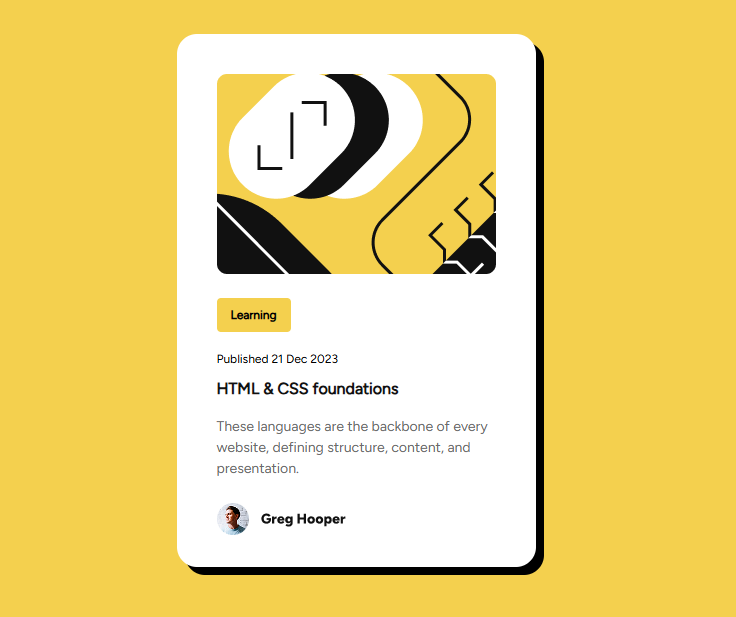 Learning
Published 21 Dec 2023
HTML & CSS foundations
These languages are the backbone of every
website, defining structure, content, and
presentation.
Greg Hooper